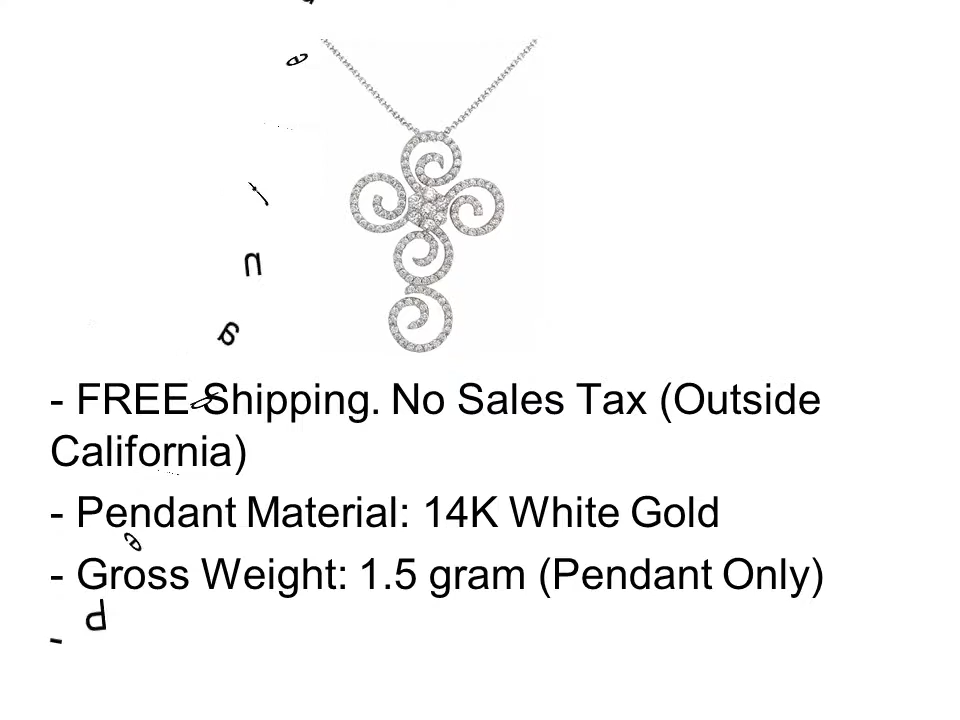 - FREE Shipping. No Sales Tax (Outside
California)
- Pendant Material: 14K White Gold
- Gross Weight: 1.5 gram (Pendant Only)
-